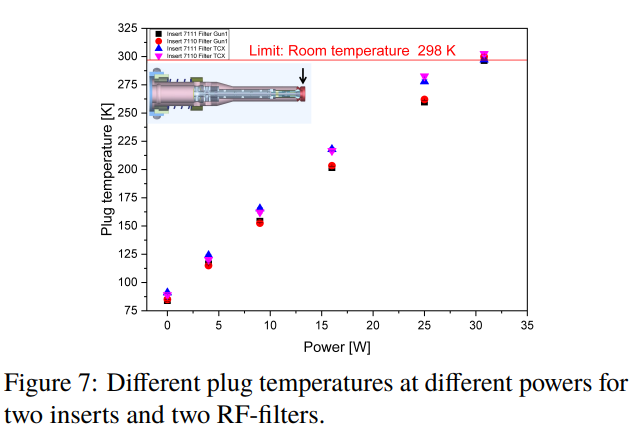 325
300
275
250
225
200
175
150
125
100
75
Plug temperature [K]
Insert 7111 Filter Gun1
Insert 7110 Filter Gun1
Insert 7111 Filter TCX
Insert 7110 Filter TCX
Limit: Room temperature 298 K
0 5 10 15 20 25 30 35
Power [W]
Figure 7: Different plug temperatures at different powers for
two inserts and two RF-filters.